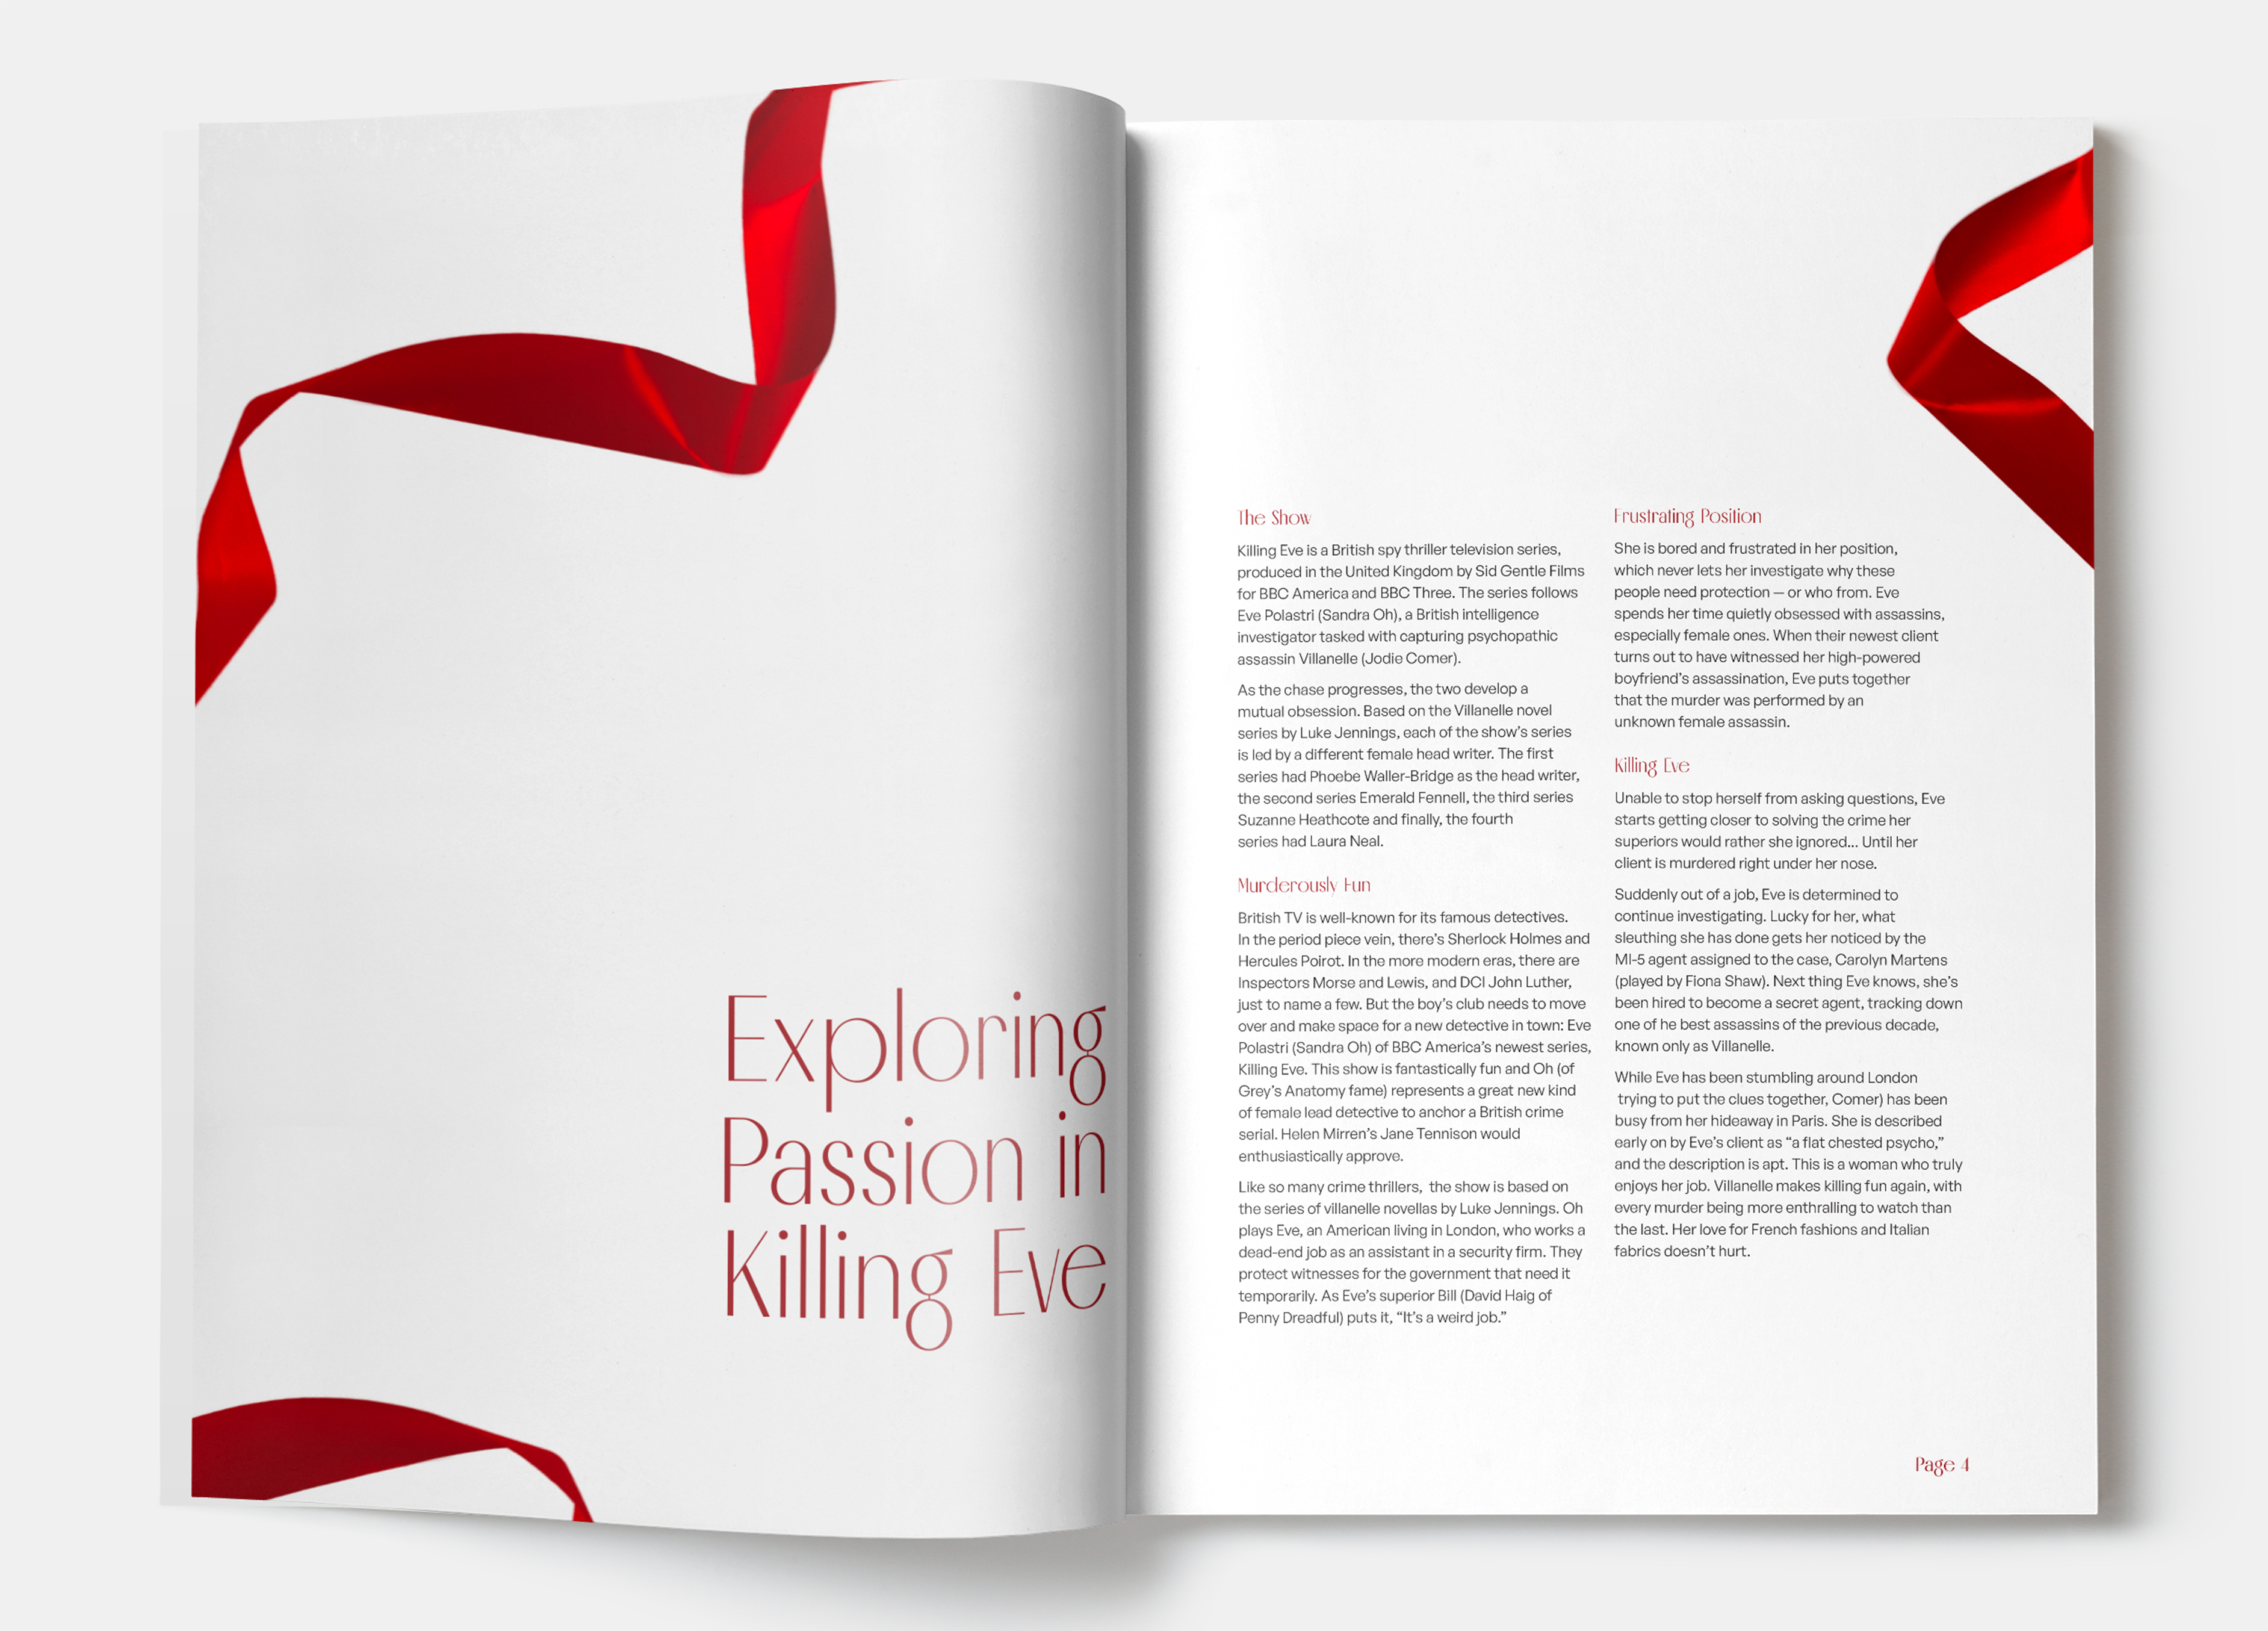 Exploring
Passion in
Killing Eve
The Show
Killing Eve is a British spy thriller television series,
produced in the United Kingdom by Sid Gentle Films
for BBC America and BBC Three. The series follows
Eve Polastri (Sandra Oh), a British intelligence
investigator tasked with capturing psychopathic
assassin Villanelle (Jodie Comer).
As the chase progresses, the two develop a
mutual obsession. Based on the Villanelle novel
series by Luke Jennings, each of the show's series
is led by a different female head writer. The first
series had Phoebe Waller-Bridge as the head writer,
the second series Emerald Fennell, the third series
Suzanne Heathcote and finally, the fourth
series had Laura Neal.
Murderously Fun
British TV is well-known for its famous detectives.
In the period piece vein, there's Sherlock Holmes and
Hercules Poirot. In the more modern eras, there are
Inspectors Morse and Lewis, and DCI John Luther,
just to name a few. But the boy's club needs to move
over and make space for a new detective in town: Eve
Polastri (Sandra Oh) of BBC America's newest series,
Killing Eve. This show is fantastically fun and Oh (of
Grey's Anatomy fame) represents a great new kind
of female lead detective to anchor a British crime
serial. Helen Mirren's Jane Tennison would
enthusiastically approve.
Like so many crime thrillers,  the show is based on
the series of villanelle novellas by Luke Jennings. Oh
plays Eve, an American living in London, who works a
dead-end job as an assistant in a security firm. They
protect witnesses for the government that need it
temporarily. As Eve's superior Bill (David Haig of
Penny Dreadful) puts it, “It's a weird job.”
Frustrating Position
She is bored and frustrated in her position,
which never lets her investigate why these
people need protection — or who from. Eve
spends her time quietly obsessed with assassins,
especially female ones. When their newest client
turns out to have witnessed her high-powered
boyfriend's assassination, Eve puts together
that the murder was performed by an
unknown female assassin.
Killing Eve
Unable to stop herself from asking questions, Eve
starts getting closer to solving the crime her
superiors would rather she ignored... Until her
client is murdered right under her nose.
Suddenly out of a job, Eve is determined to
continue investigating. Lucky for her, what
sleuthing she has done gets her noticed by the
MI-5 agent assigned to the case, Carolyn Martens
(played by Fiona Shaw). Next thing Eve knows, she's
been hired to become a secret agent, tracking down
one of he best assassins of the previous decade,
known only as Villanelle.
While Eve has been stumbling around London
trying to put the clues together, Comer) has been
busy from her hideaway in Paris. She is described
early on by Eve's client as “a flat chested psycho,”
and the description is apt. This is a woman who truly
enjoys her job. Villanelle makes killing fun again, with
every murder being more enthralling to watch than
the last. Her love for French fashions and Italian
fabrics doesn't hurt.
Page 4